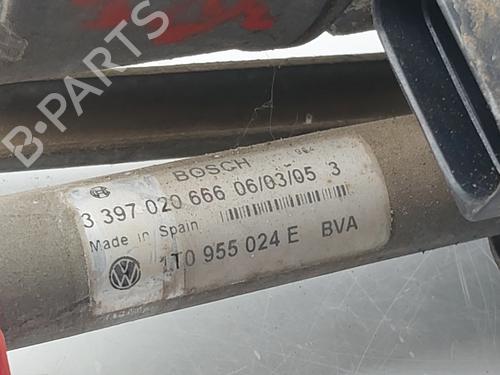 B-PARTS
BOSCH
3 397 020 666 06/03/05 3
Made in Spain
1T0 955 024 E BVA